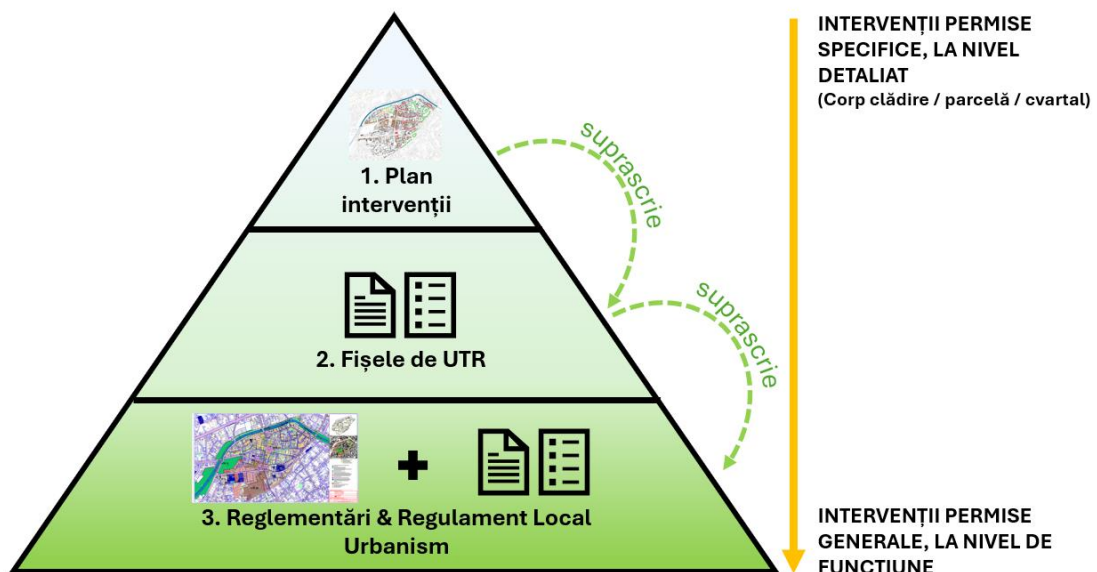 INTERVENȚII PERMISE
SPECIFICE, LA NIVEL
DETALIAT
(Corp clădire / parcelă / cvartal)
suprascrie
1. Plan
intervenții
suprascrie
2. Fișele de UTR
3. Reglementări & Regulament Local
Urbanism
INTERVENȚII PERMISE
GENERALE, LA NIVEL DE
FUNCȚIUNE